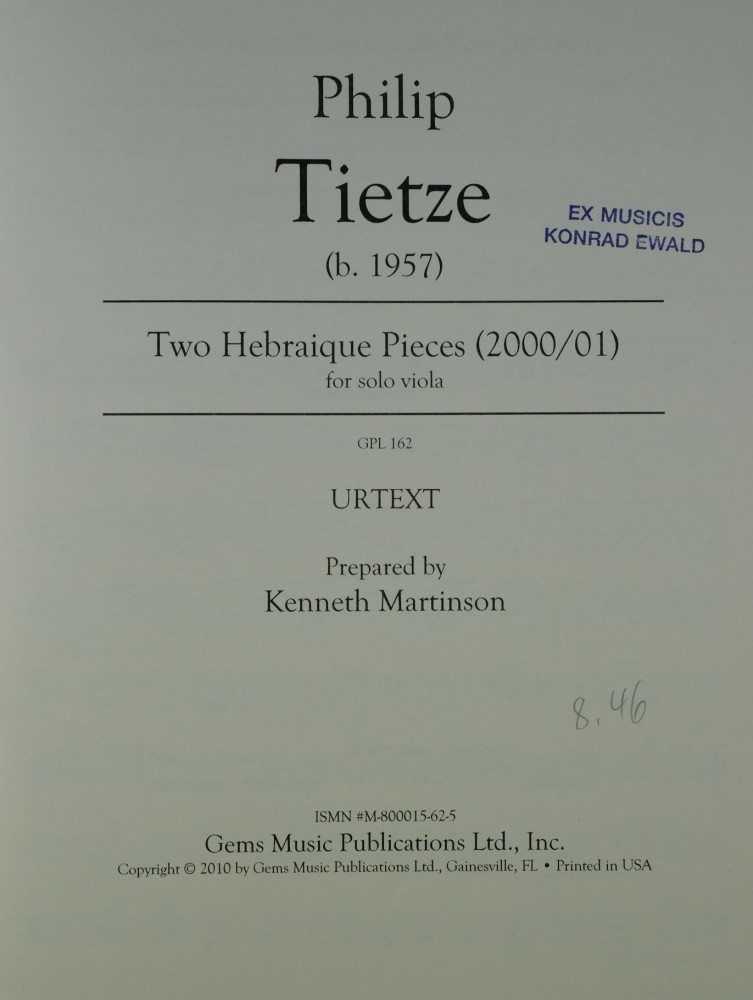 Philip
Tietze
EX MUSICIS
KONRAD EWALD
(b. 1957)
Two Hebraique Pieces (2000/01)
for solo viola
GPL 162
URTEXT
Prepared by
Kenneth Martinson
8.46
ISMN #M-800015-62-5
Gems Music Publications Ltd., Inc.
Copyright © 2010 by Gems Music Publications Ltd., Gainesville, FL • Printed in USA